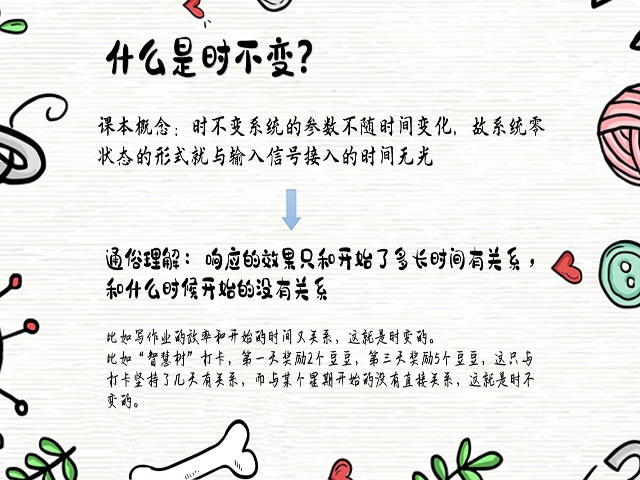 什么是时不变?
课本概念：时不变系统的参数不随时间变化，故系统零
状态的形式就与输入信号接入的时间无光
通俗理解：响应的效果只和开始了多长时间有关系，
和什么时候开始的没有关系
比如写作业的效率和开始的时间又关系，这就是时变的。
比如“智慧树”打卡，第一天奖励2个豆豆，第三天奖励5个豆豆，这只与
打卡坚持了几天有关系，而与某个星期开始的没有直接关系，这就是时不
变的。